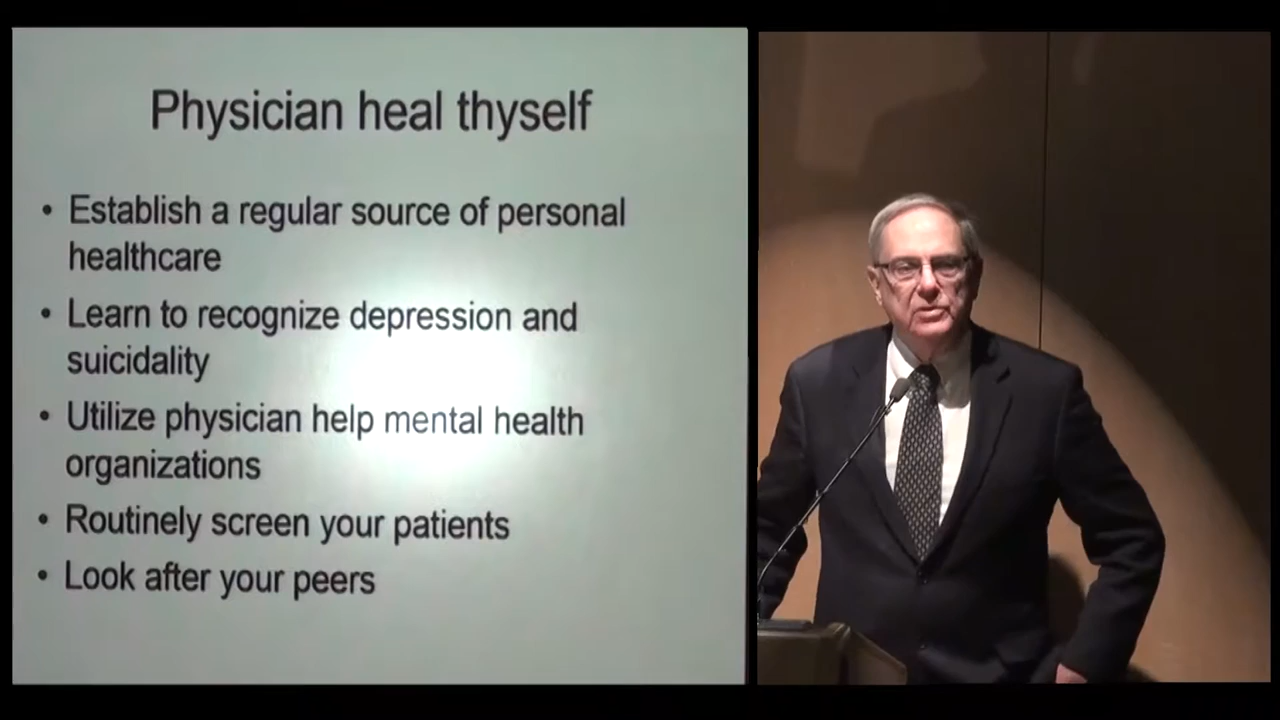 Physician heal thyself
• Establish a regular source of personal
healthcare
• Learn to recognize depression and
suicidality
• Utilize physician help mental health
organizations
• Routinely screen your patients
• Look after your peers